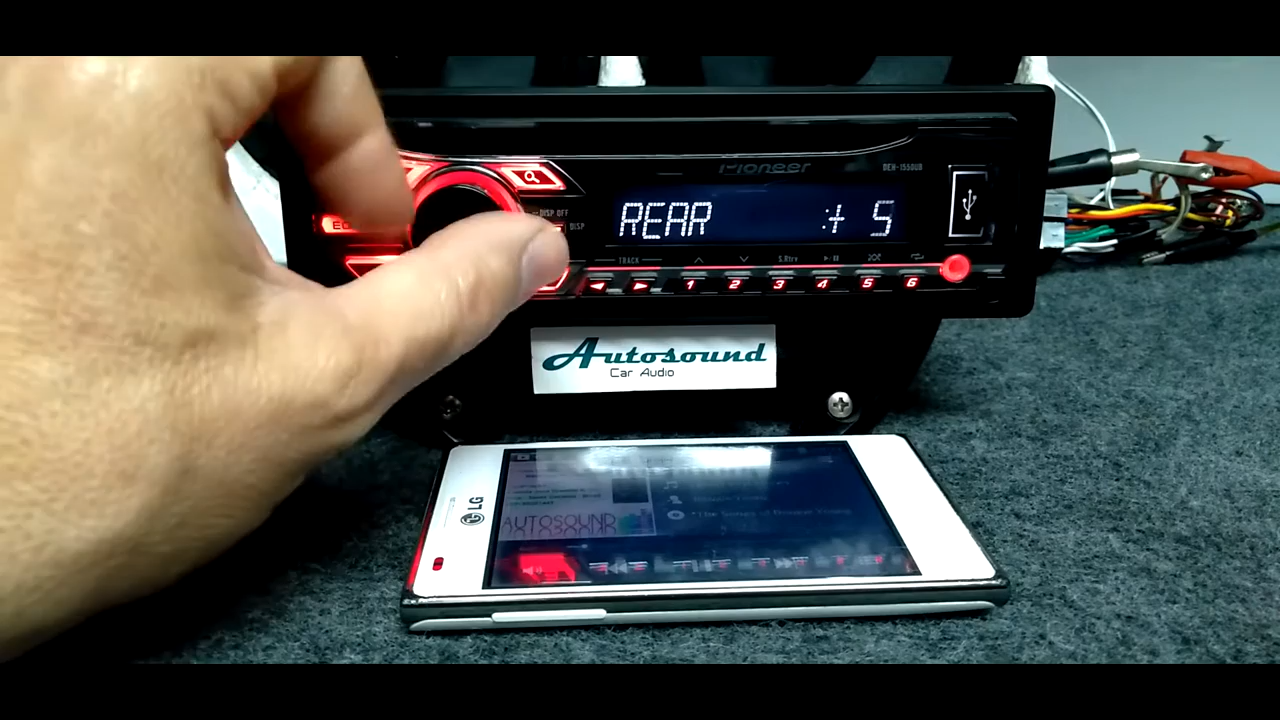 Pioneer
DEH-1550UB
DISP OFF
DISP
REAR :+ 5
TRACK
S.Rtrv
1 2 3 4 5 6
Autosound
Car Audio
LG
AUTOSOUND